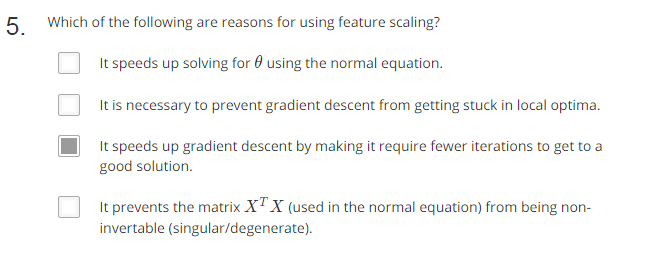 5. Which of the following are reasons for using feature scaling?
It speeds up solving for θ using the normal equation.
It is necessary to prevent gradient descent from getting stuck in local optima.
It speeds up gradient descent by making it require fewer iterations to get to a
good solution.
It prevents the matrix XᵀX (used in the normal equation) from being non-
invertable (singular/degenerate).